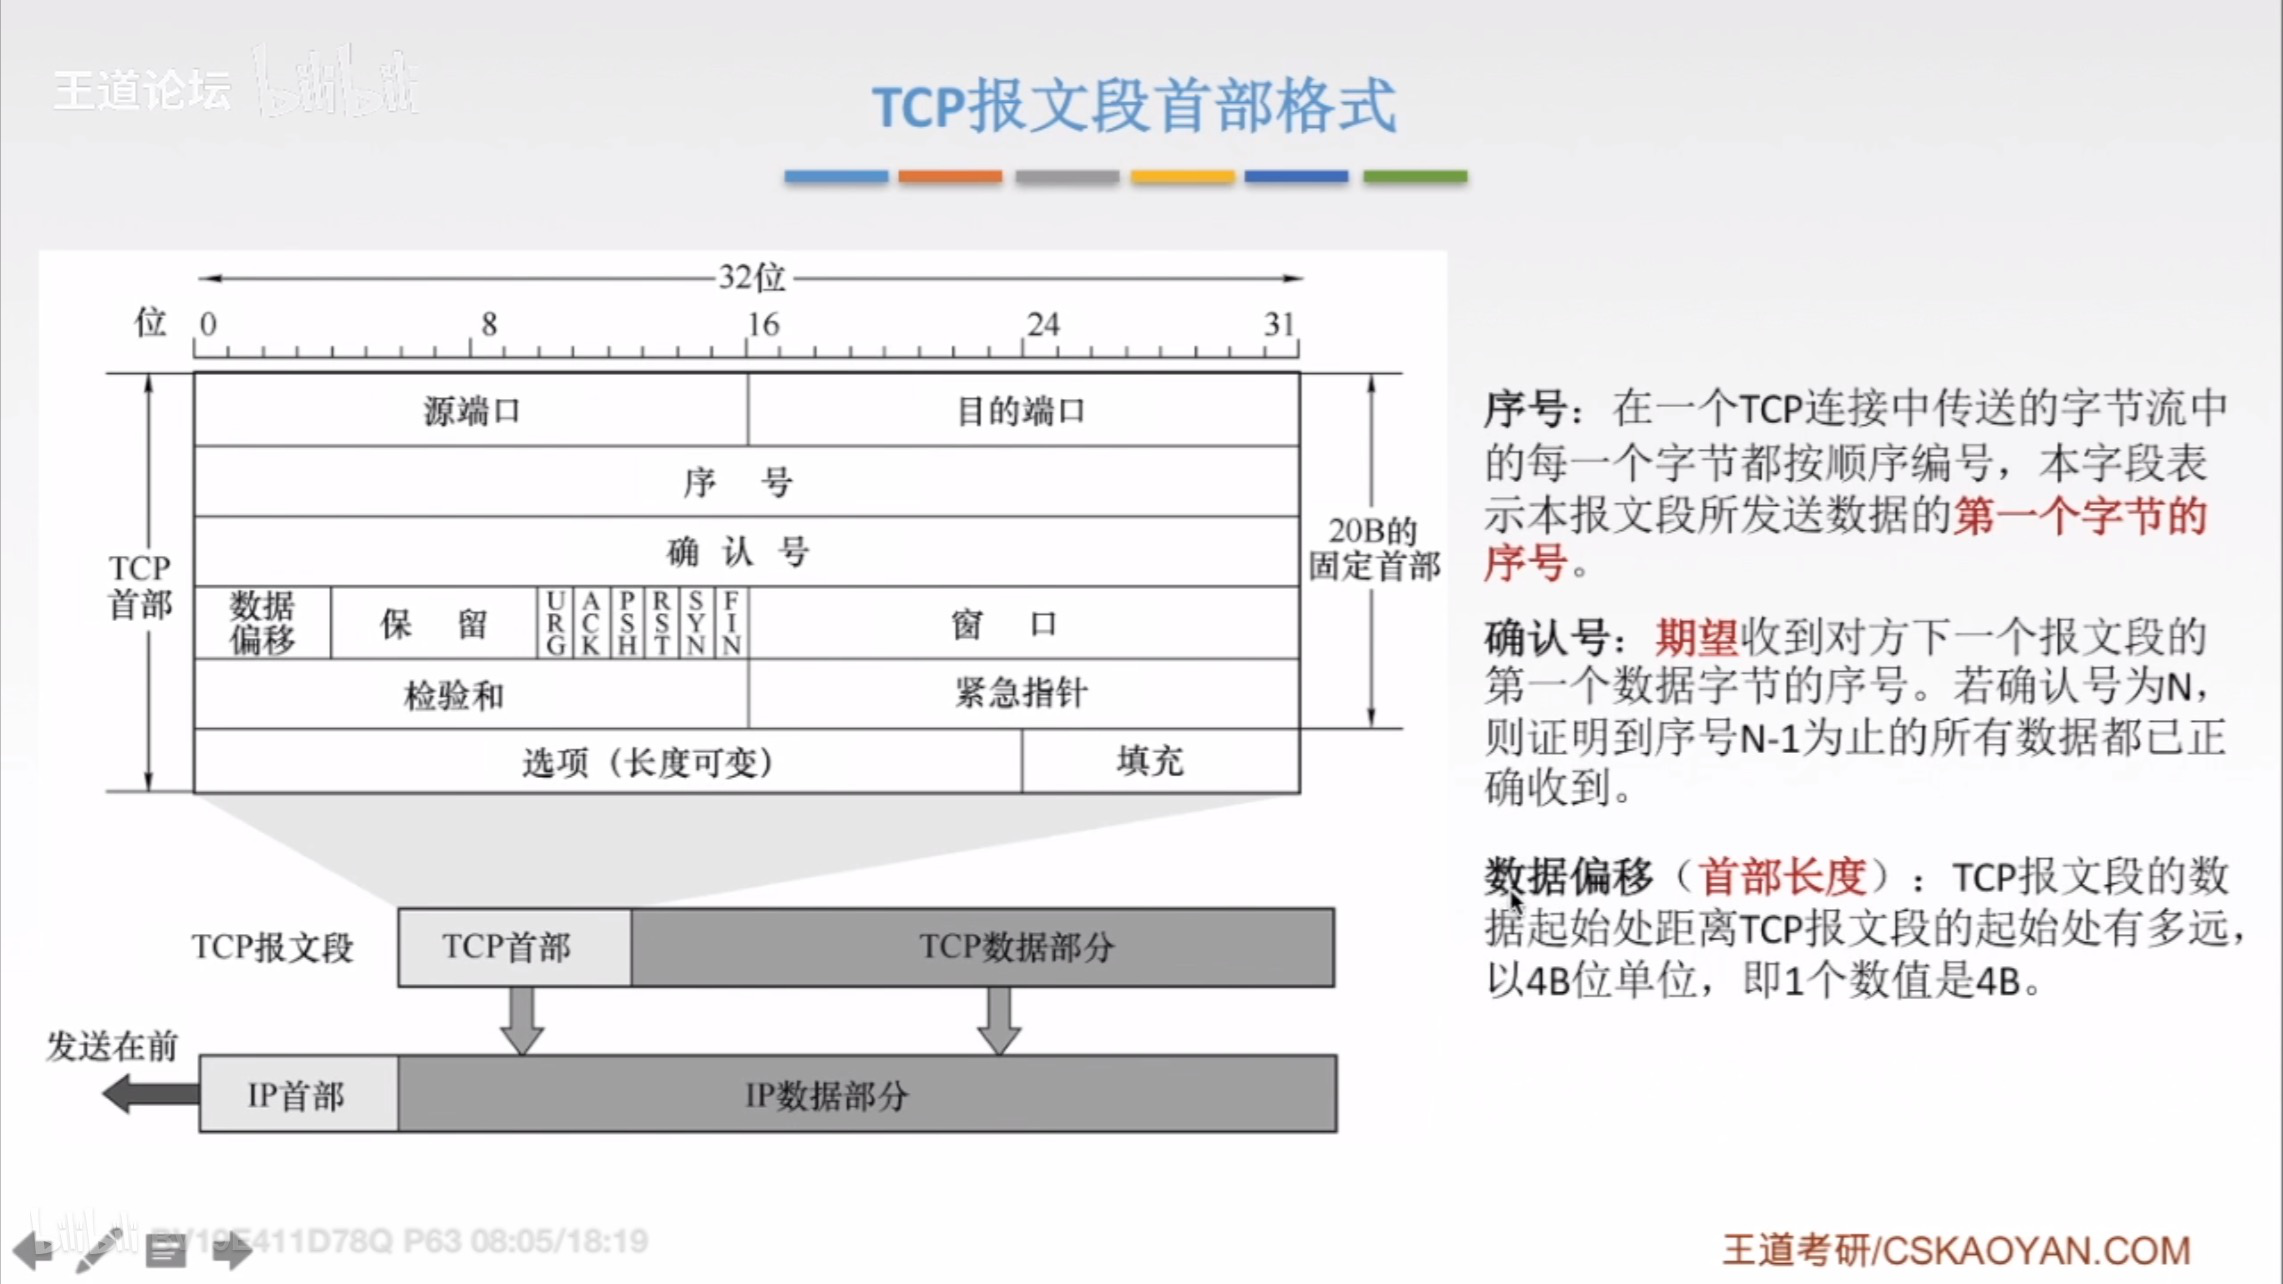 王道论坛 bilibili
TCP报文段首部格式
32位
位 0 8 16 24 31
源端口 目的端口
序 号
确 认 号
TCP
首部
20B的
固定首部
数据
偏移
保 留
URG ACK PSH RST SYN FIN
窗 口
检验和 紧急指针
选项（长度可变） 填充
TCP报文段 TCP首部 TCP数据部分
发送在前
IP首部 IP数据部分
序号：在一个TCP连接中传送的字节流中
的每一个字节都按顺序编号，本字段表
示本报文段所发送数据的第一个字节的
序号。
确认号：期望收到对方下一个报文段的
第一个数据字节的序号。若确认号为N，
则证明到序号N-1为止的所有数据都已正
确收到。
数据偏移（首部长度）：TCP报文段的数
据起始处距离TCP报文段的起始处有多远，
以4B位单位，即1个数值是4B。
bilibili BV19E411D78Q P63 08:05/18:19
王道考研/CSKAOYAN.COM